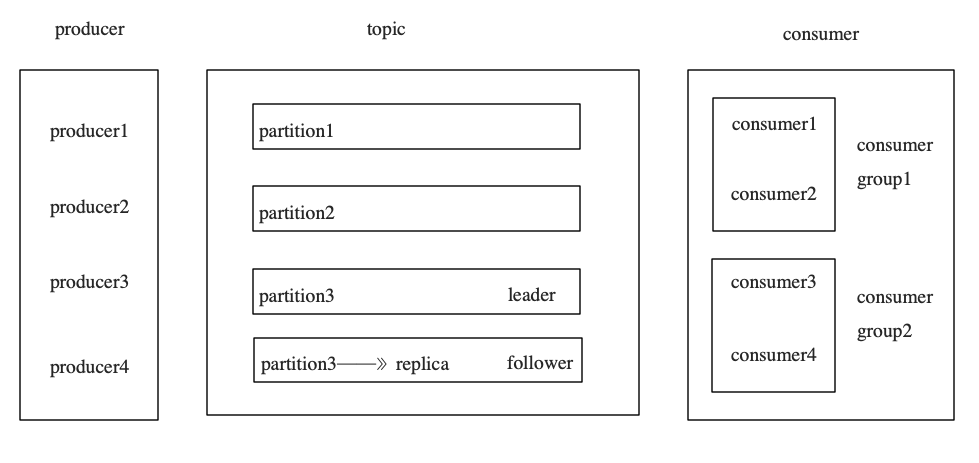 producer
topic
consumer
producer1
producer2
producer3
producer4
partition1
partition2
partition3 leader
partition3 replica follower
consumer1
consumer2
consumer
group1
consumer3
consumer4
consumer
group2